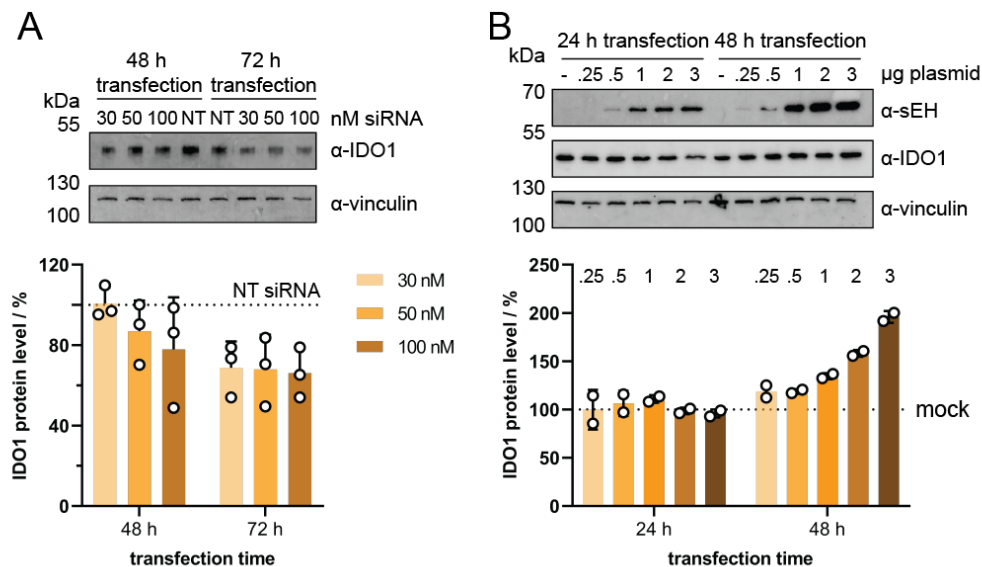 A
48 h
transfection
72 h
transfection
kDa
30 50 100 NT NT 30 50 100 nM siRNA
55
α-IDO1
130
100
α-vinculin
IDO1 protein level / %
120
80
40
0
NT siRNA
30 nM
50 nM
100 nM
48 h
72 h
transfection time
B
24 h transfection 48 h transfection
kDa
- .25 .5 1 2 3 - .25 .5 1 2 3 µg plasmid
70
α-sEH
55
α-IDO1
130
100
α-vinculin
IDO1 protein level / %
250
200
150
100
50
0
.25 .5 1 2 3 .25 .5 1 2 3
mock
24 h
48 h
transfection time